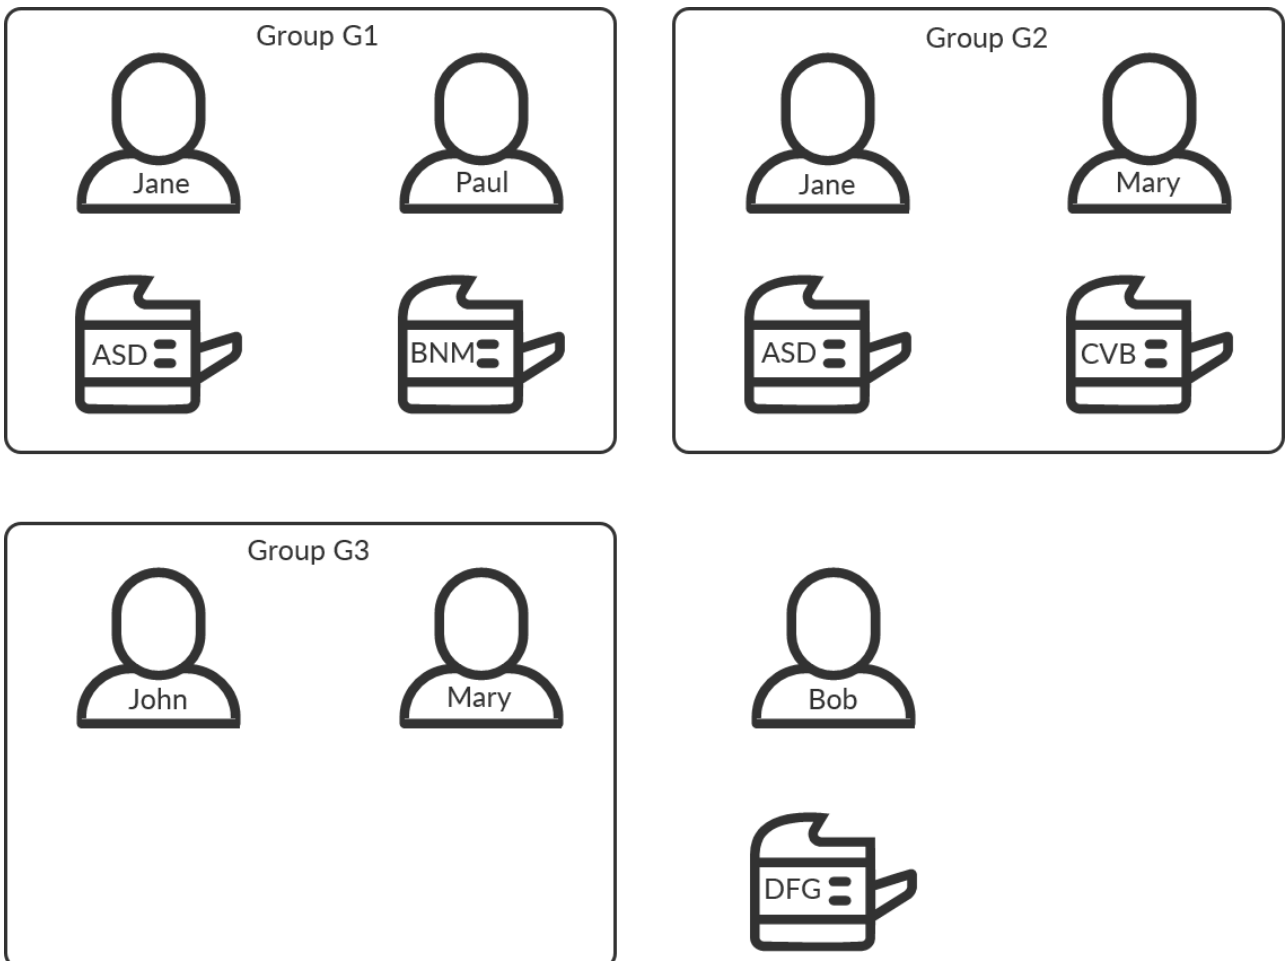 Group G1
Jane
Paul
ASD
BNM
Group G2
Jane
Mary
ASD
CVB
Group G3
John
Mary
Bob
DFG